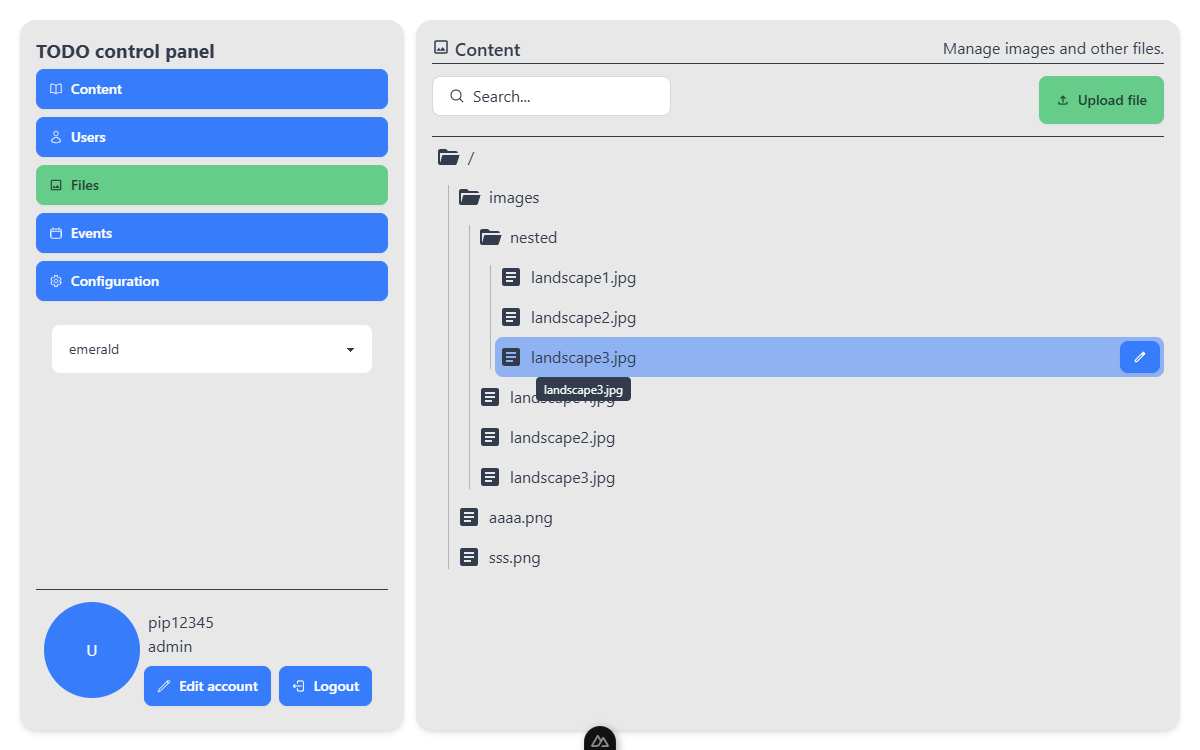 TODO control panel
Content
Users
Files
Events
Configuration
emerald
U
pip12345
admin
Edit account
Logout
Content
Manage images and other files.
Search...
Upload file
/
images
nested
landscape1.jpg
landscape2.jpg
landscape3.jpg
landscape3.jpg
landscape2.jpg
landscape3.jpg
aaaa.png
sss.png